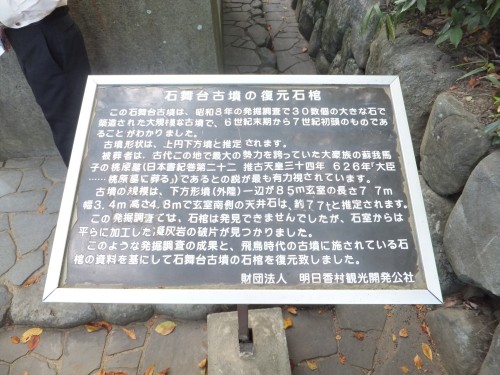 石舞台古墳の復元石棺
この石舞台古墳は、昭和8年の発掘調査で30数個の大きな石で
築造された大規模な古墳で、6世紀末期から7世紀初頭のものであ
ることがわかりました。
古墳形状は、上円下方墳と推定されます。
被葬者は、古代この地で最大の勢力を誇っていた大豪族の蘇我馬
子の桃原墓(日本書紀巻第二十二 推古天皇三十四年 626年「大臣
……桃原墓に葬る)であるとの説が最も有力視されています。
古墳の規模は、下方形墳(外陸)一辺が85m玄室の長さ7.7m
幅3.4m高さ4.8mで玄室南側の天井石は、約77tと推定されます。
この発掘調査では、石棺は発見できませんでしたが、石室からは
平らに加工した凝灰岩の破片が見つかりました。
このような発掘調査の成果と、飛鳥時代の古墳に施されている石
棺の資料を基にして石舞台古墳の石棺を復元致しました。
財団法人 明日香村観光開発公社